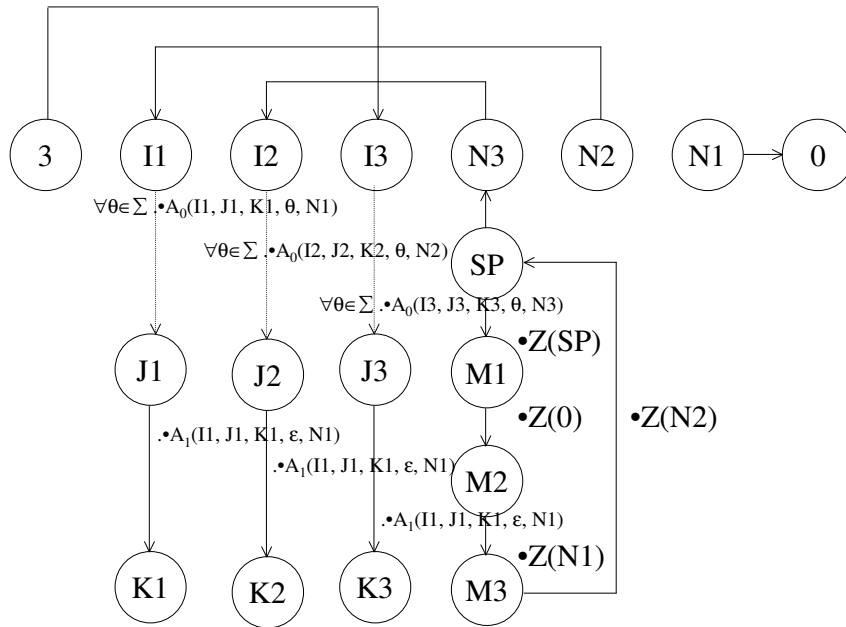 3 I1 I2 I3 N3 N2 N1 0
∀θ∈∑ .•A₀(I1, J1, K1, θ, N1)
∀θ∈∑ .•A₀(I2, J2, K2, θ, N2)
SP
∀θ∈∑ .•A₀(I3, J3, K3, θ, N3)
•Z(SP)
J1 J2 J3 M1
•Z(0) •Z(N2)
.•A₁(I1, J1, K1, ε, N1)
.•A₁(I1, J1, K1, ε, N1)
M2
.•A₁(I1, J1, K1, ε, N1)
•Z(N1)
K1 K2 K3 M3